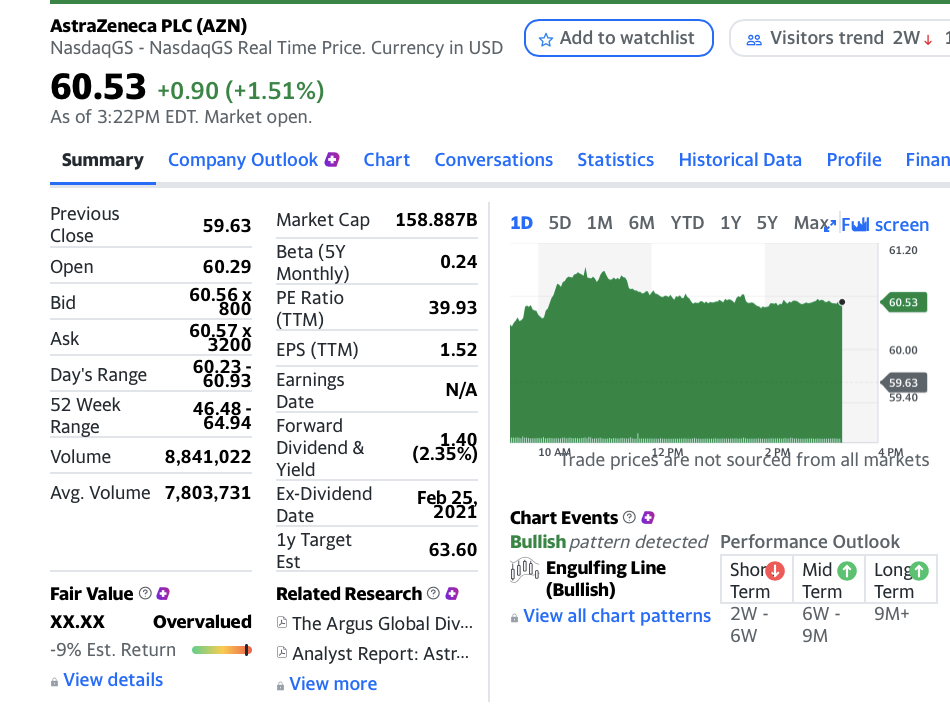 AstraZeneca PLC (AZN)
NasdaqGS - NasdaqGS Real Time Price. Currency in USD
Add to watchlist
Visitors trend 2W↓
60.53 +0.90 (+1.51%)
As of 3:22PM EDT. Market open.
Summary Company Outlook Chart Conversations Statistics Historical Data Profile Finan
Previous
Close 59.63
Open 60.29
Bid 60.56 x
800
Ask 60.57 x
3200
Day's Range 60.23 -
60.93
52 Week
Range 46.48 -
64.94
Volume 8,841,022
Avg. Volume 7,803,731
Market Cap 158.887B
Beta (5Y
Monthly) 0.24
PE Ratio
(TTM) 39.93
EPS (TTM) 1.52
Earnings
Date N/A
Forward
Dividend &
Yield 1.40
(2.35%)
Ex-Dividend
Date Feb 25,
2021
1y Target
Est 63.60
1D 5D 1M 6M YTD 1Y 5Y Max Full screen
61.20
60.53
60.00
59.63
59.40
10 AM 12 PM 2 PM 4 PM
Trade prices are not sourced from all markets
Fair Value
XX.XX Overvalued
-9% Est. Return
View details
Related Research
The Argus Global Div...
Analyst Report: Astr...
View more
Chart Events
Bullish pattern detected
Engulfing Line
(Bullish)
View all chart patterns
Performance Outlook
Short
Term
2W -
6W
Mid
Term
6W -
9M
Long
Term
9M+